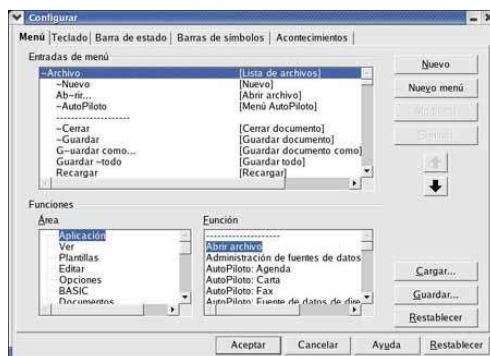 Configurar
Menú Teclado Barra de estado Barras de símbolos Acontecimientos
Entradas de menú
~Archivo [Lista de archivos]
~Nuevo [Nuevo]
Ab~rir... [Abrir archivo]
~AutoPiloto [Menú AutoPiloto]
--------------------
~Cerrar [Cerrar documento]
~Guardar [Guardar documento]
G~uardar como... [Guardar documento como]
Guardar ~todo [Guardar todo]
Recargar [Recargar]
Nuevo
Nuevo menú
Funciones
Área
Aplicación
Ver
Plantillas
Editar
Opciones
BASIC
Documentos
Función
--------------------
Abrir archivo
Administración de fuentes de datos
AutoPiloto: Agenda
AutoPiloto: Carta
AutoPiloto: Fax
AutoPiloto: Fuente de datos de dire
Cargar...
Guardar...
Restablecer
Aceptar Cancelar Ayuda Restablecer